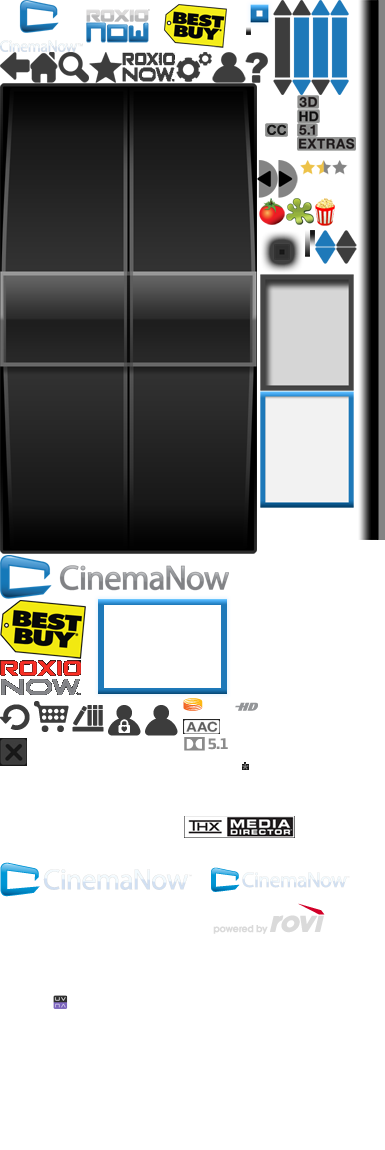 CinemaNow
ROXIO
NOW
BEST
BUY
ROXIO
NOW.
?
3D
HD
CC 5.1
EXTRAS
CinemaNow
BEST
BUY
ROXIO
NOW.
HD
AAC
5.1
THX MEDIA
DIRECTOR
CinemaNow
CinemaNow
powered by rovi
UV